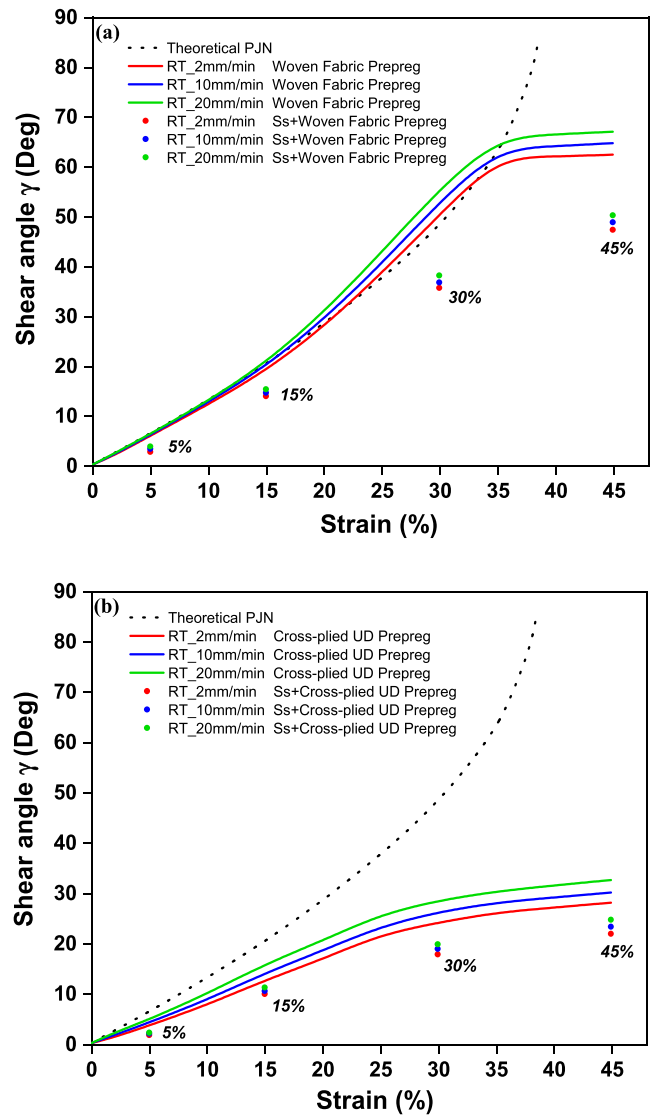 (a)
Theoretical PJN
RT_2mm/min Woven Fabric Prepreg
RT_10mm/min Woven Fabric Prepreg
RT_20mm/min Woven Fabric Prepreg
RT_2mm/min Ss+Woven Fabric Prepreg
RT_10mm/min Ss+Woven Fabric Prepreg
RT_20mm/min Ss+Woven Fabric Prepreg
90
80
70
60
50
40
30
20
10
0
Shear angle γ (Deg)
5%
15%
30%
45%
0 5 10 15 20 25 30 35 40 45
Strain (%)
(b)
Theoretical PJN
RT_2mm/min Cross-plied UD Prepreg
RT_10mm/min Cross-plied UD Prepreg
RT_20mm/min Cross-plied UD Prepreg
RT_2mm/min Ss+Cross-plied UD Prepreg
RT_10mm/min Ss+Cross-plied UD Prepreg
RT_20mm/min Ss+Cross-plied UD Prepreg
90
80
70
60
50
40
30
20
10
0
Shear angle γ (Deg)
5%
15%
30%
45%
0 5 10 15 20 25 30 35 40 45
Strain (%)